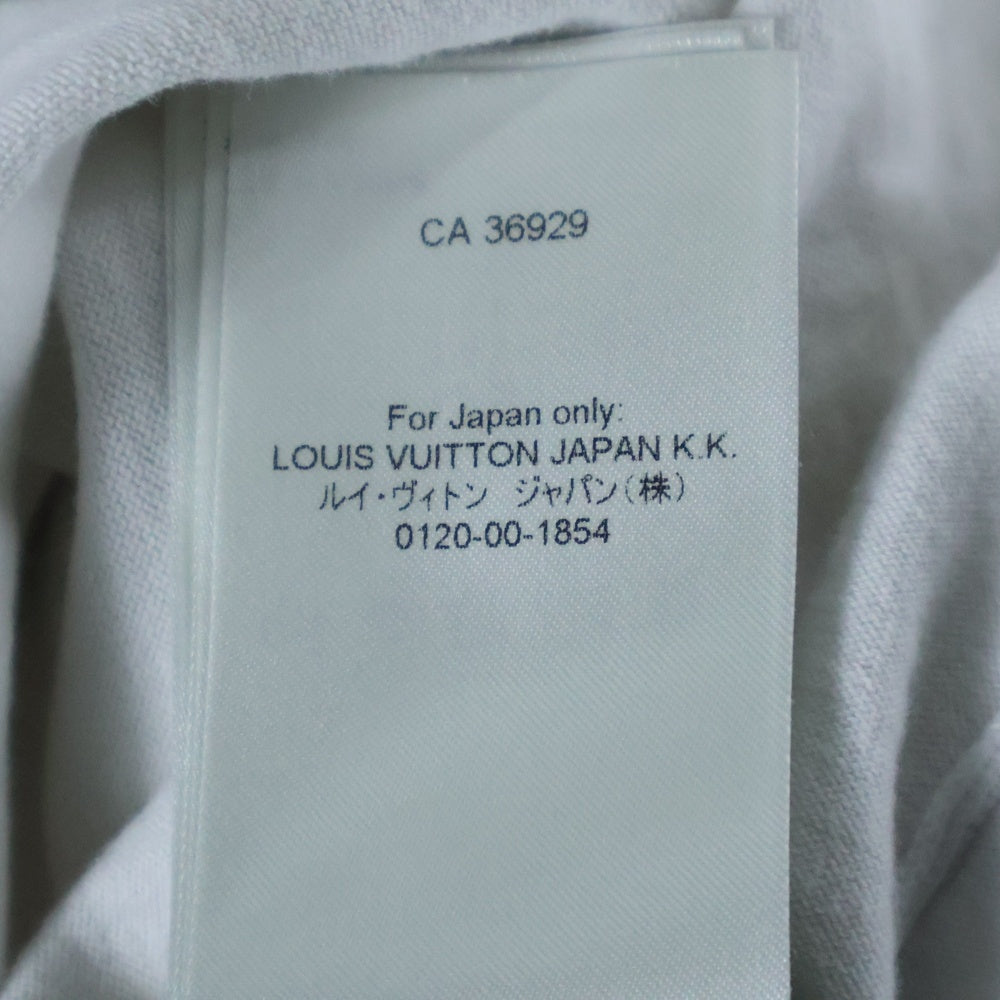 CA 36929
For Japan only:
LOUIS VUITTON JAPAN K.K.
ルイ・ヴィトン　ジャパン（株）
0120-00-1854